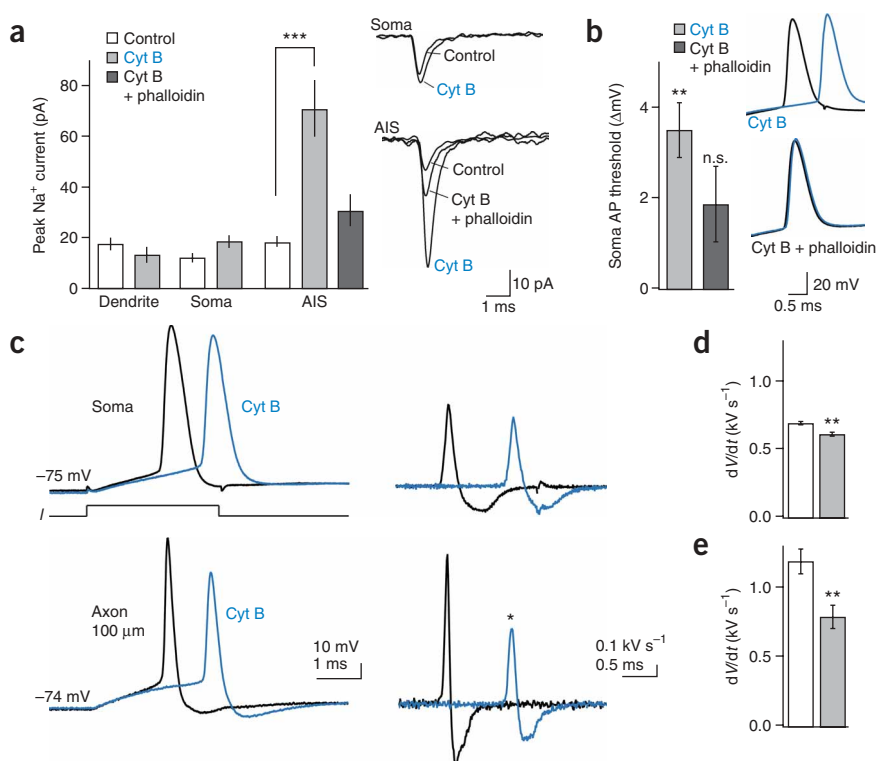 a
Control
Cyt B
Cyt B
+ phalloidin
***
Peak Na⁺ current (pA)
80
60
40
20
0
Dendrite
Soma
AIS
Soma
Control
Cyt B
AIS
Control
Cyt B
+ phalloidin
Cyt B
10 pA
1 ms
b
Cyt B
Cyt B
+ phalloidin
Soma AP threshold (ΔmV)
4
2
0
**
n.s.
Cyt B
Cyt B + phalloidin
20 mV
0.5 ms
c
Soma
Cyt B
–75 mV
I
Axon
100 μm
Cyt B
–74 mV
10 mV
1 ms
*
0.1 kV s⁻¹
0.5 ms
d
dV/dt (kV s⁻¹)
1.0
0.5
0.0
**
e
dV/dt (kV s⁻¹)
1.0
0.5
0.0
**